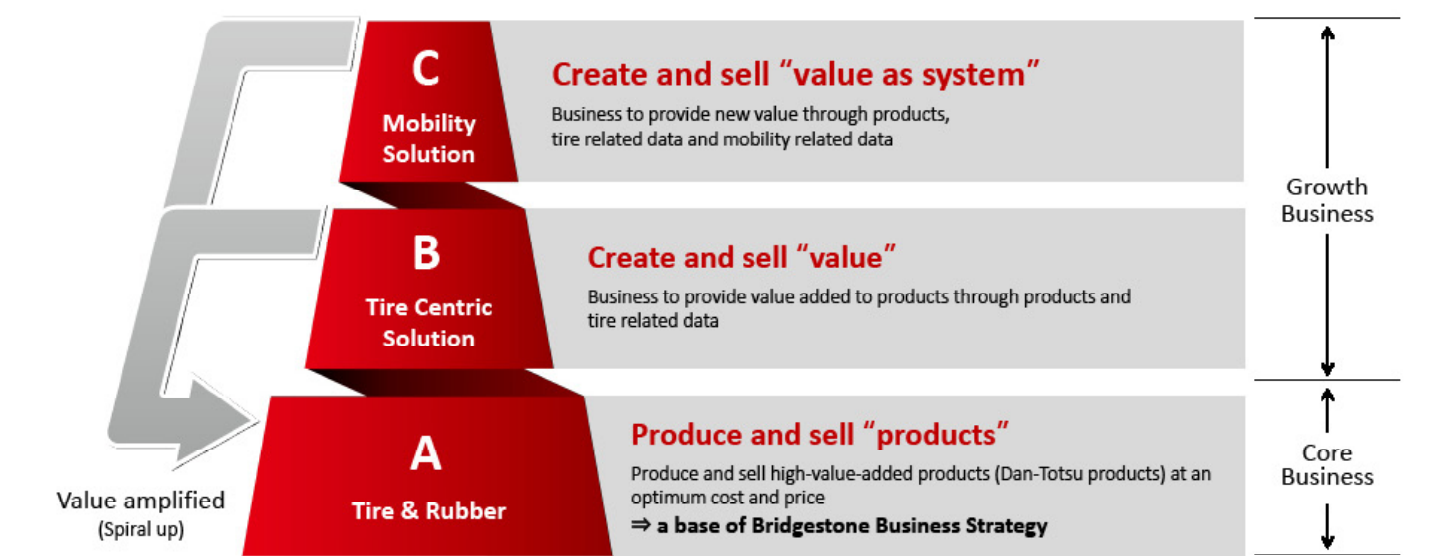 C
Mobility
Solution
Create and sell “value as system”
Business to provide new value through products,
tire related data and mobility related data
B
Tire Centric
Solution
Create and sell “value”
Business to provide value added to products through products and
tire related data
A
Tire & Rubber
Produce and sell “products”
Produce and sell high-value-added products (Dan-Totsu products) at an
optimum cost and price
⇒ a base of Bridgestone Business Strategy
Growth
Business
Core
Business
Value amplified
(Spiral up)